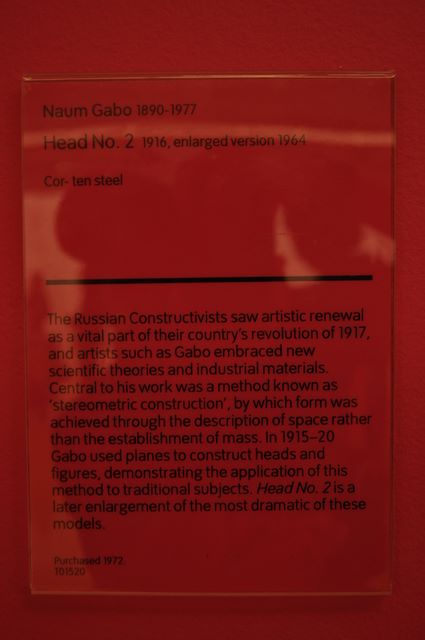 Naum Gabo 1890-1977
Head No. 2 1916, enlarged version 1964
Cor- ten steel
The Russian Constructivists saw artistic renewal
as a vital part of their country's revolution of 1917,
and artists such as Gabo embraced new
scientific theories and industrial materials.
Central to his work was a method known as
'stereometric construction', by which form was
achieved through the description of space rather
than the establishment of mass. In 1915–20
Gabo used planes to construct heads and
figures, demonstrating the application of this
method to traditional subjects. Head No. 2 is a
later enlargement of the most dramatic of these
models.
Purchased 1972
T01520